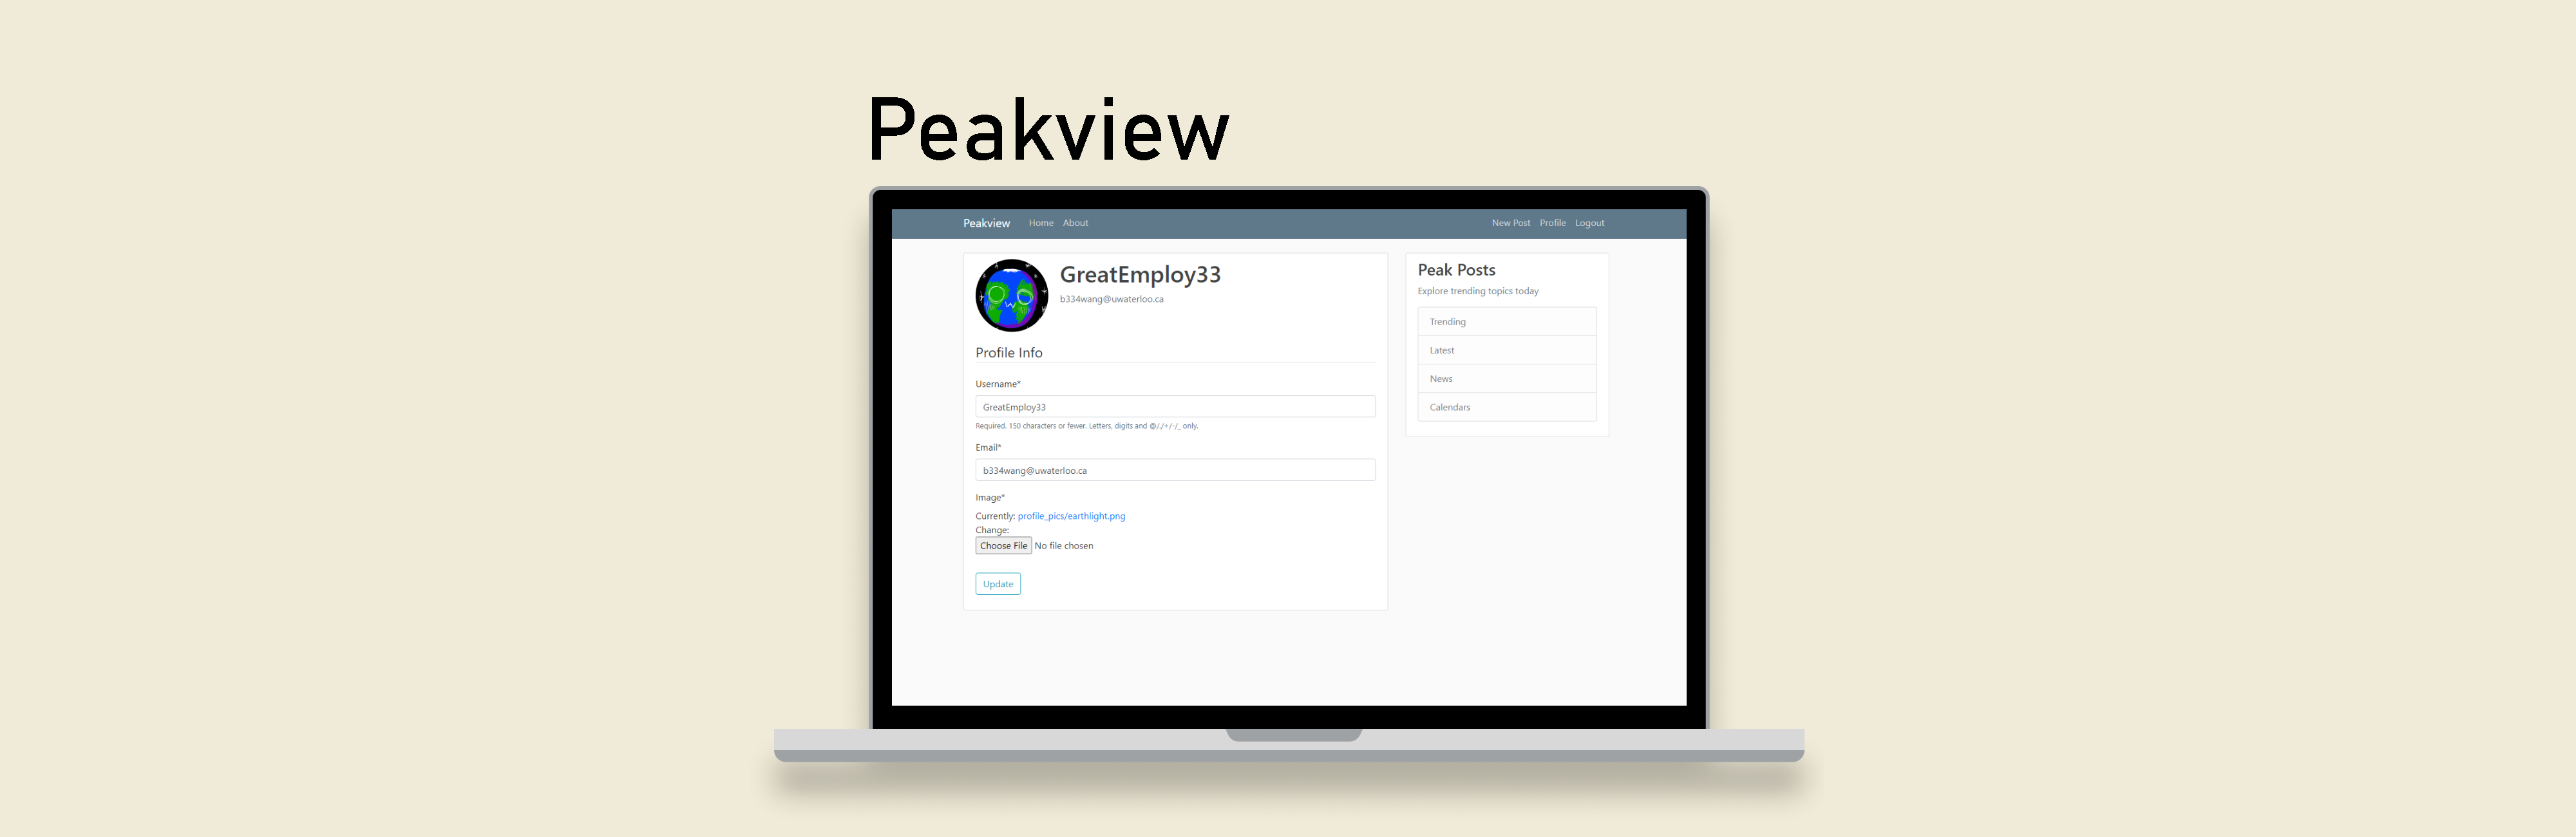 Peakview
Peakview Home About New Post Profile Logout
GreatEmploy33
b334wang@uwaterloo.ca
Profile Info
Username*
GreatEmploy33
Required. 150 characters or fewer. Letters, digits and @/./+/-/_ only.
Email*
b334wang@uwaterloo.ca
Image*
Currently: profile_pics/earthlight.png
Change:
Choose File No file chosen
Update
Peak Posts
Explore trending topics today
Trending
Latest
News
Calendars